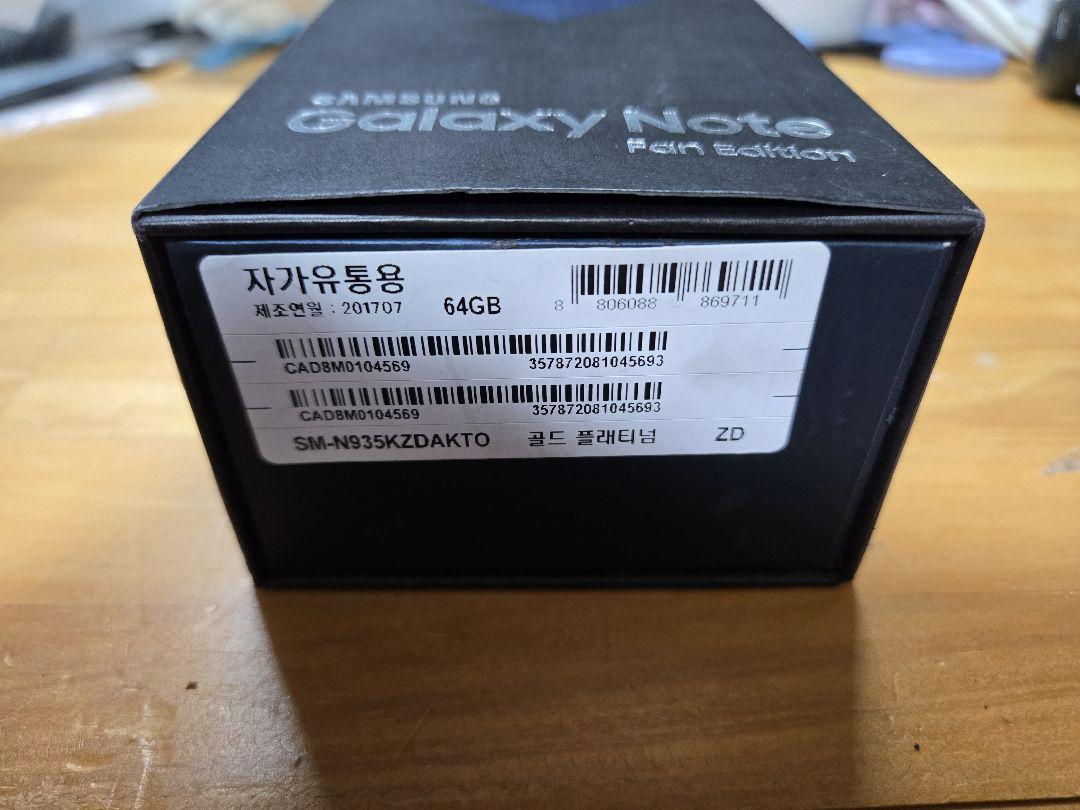 SAMSUNG
Galaxy Note
Fan Edition
자가유통용
제조연월 : 201707 64GB
8 806088 869711
CAD8M0104569 357872081045693
CAD8M0104569 357872081045693
SM-N935KZDAKTO 골드 플래티넘 ZD